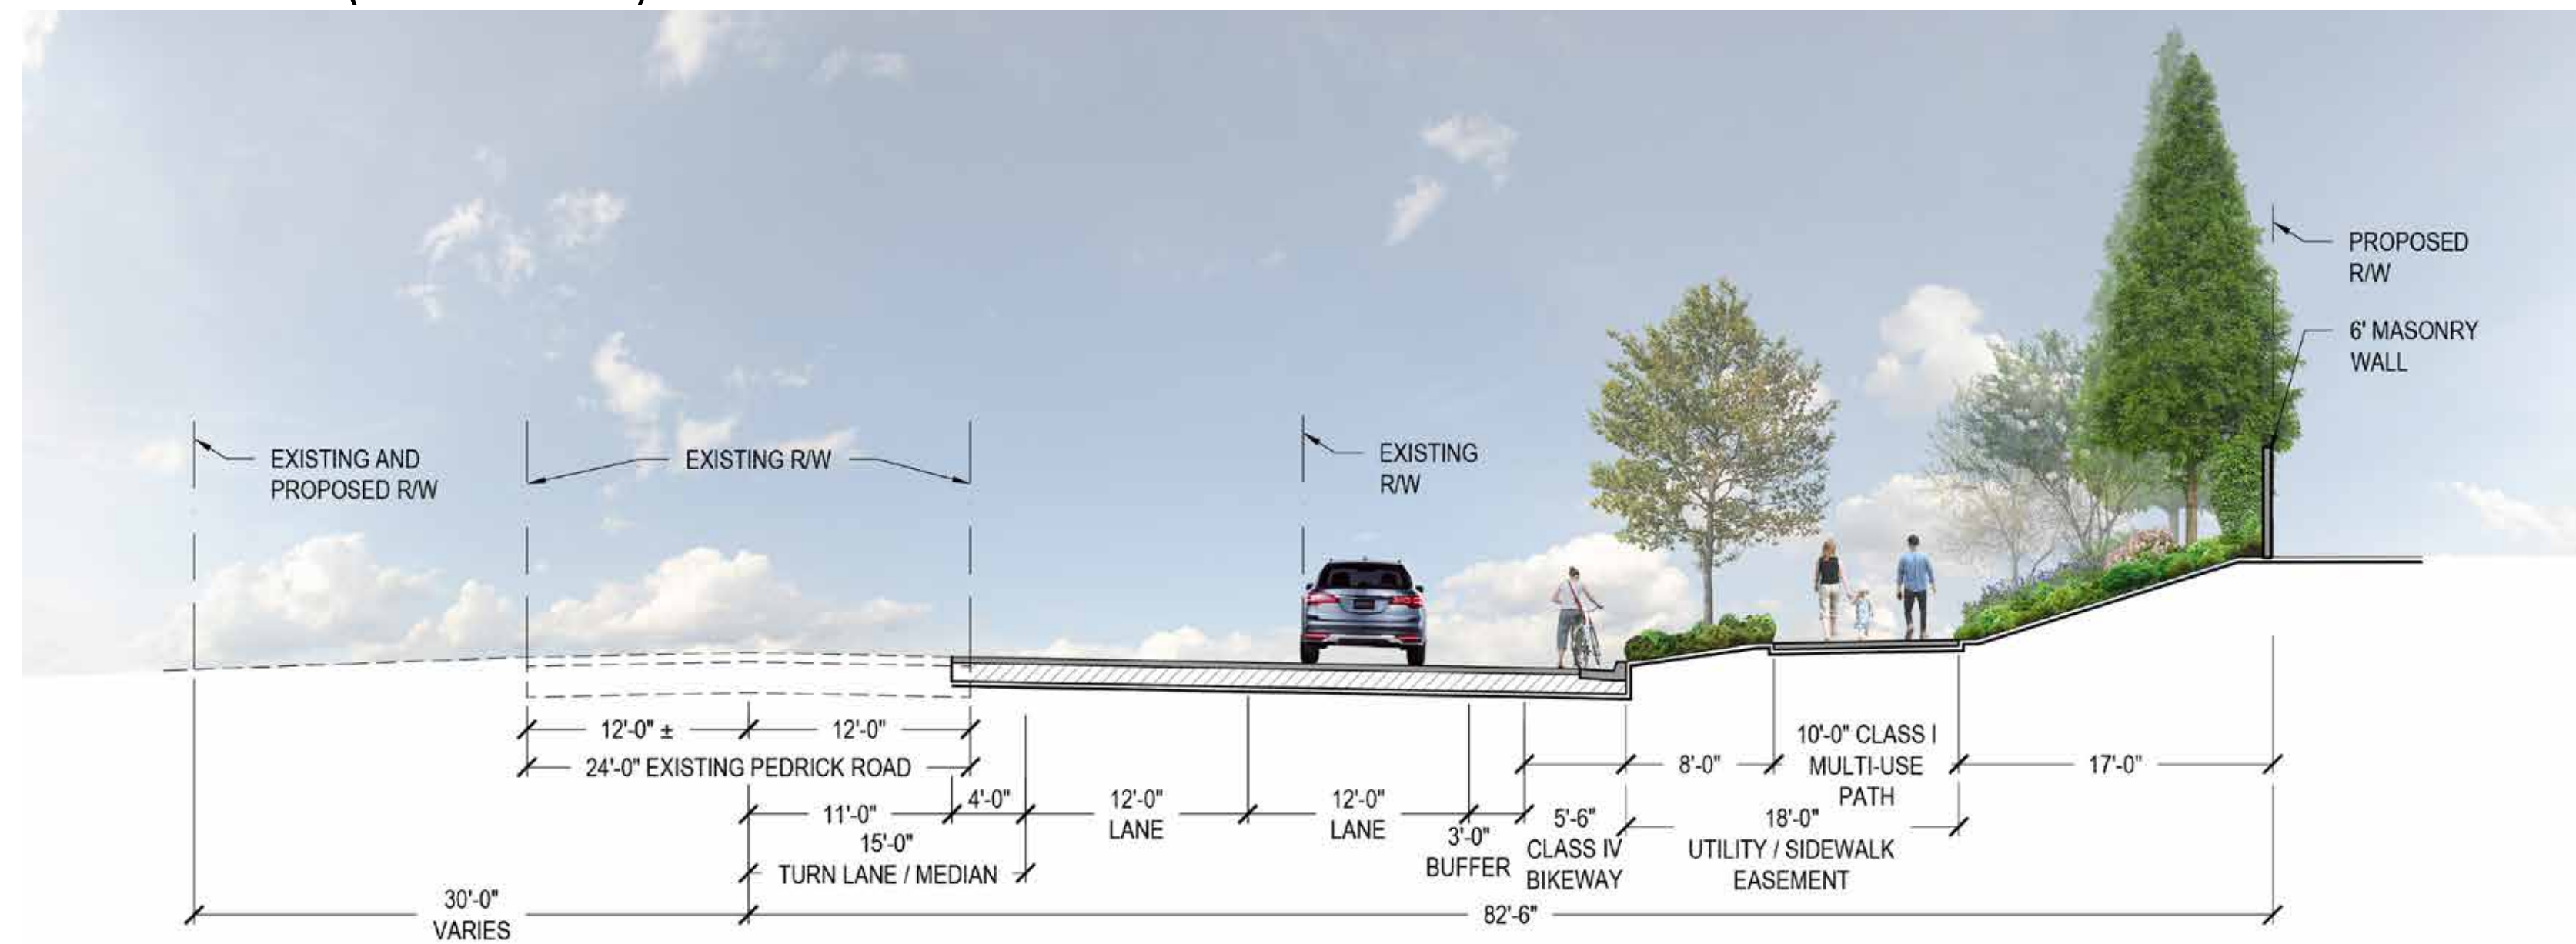 PROPOSED
R/W
6' MASONRY
WALL
EXISTING AND
PROPOSED R/W
EXISTING R/W
EXISTING
R/W
12'-0" ±
12'-0"
24'-0" EXISTING PEDRICK ROAD
8'-0"
10'-0" CLASS I
MULTI-USE
PATH
17'-0"
11'-0"
4'-0"
15'-0"
TURN LANE / MEDIAN
12'-0"
LANE
12'-0"
LANE
3'-0"
BUFFER
5'-6"
CLASS IV
BIKEWAY
18'-0"
UTILITY / SIDEWALK
EASEMENT
30'-0"
VARIES
82'-6"